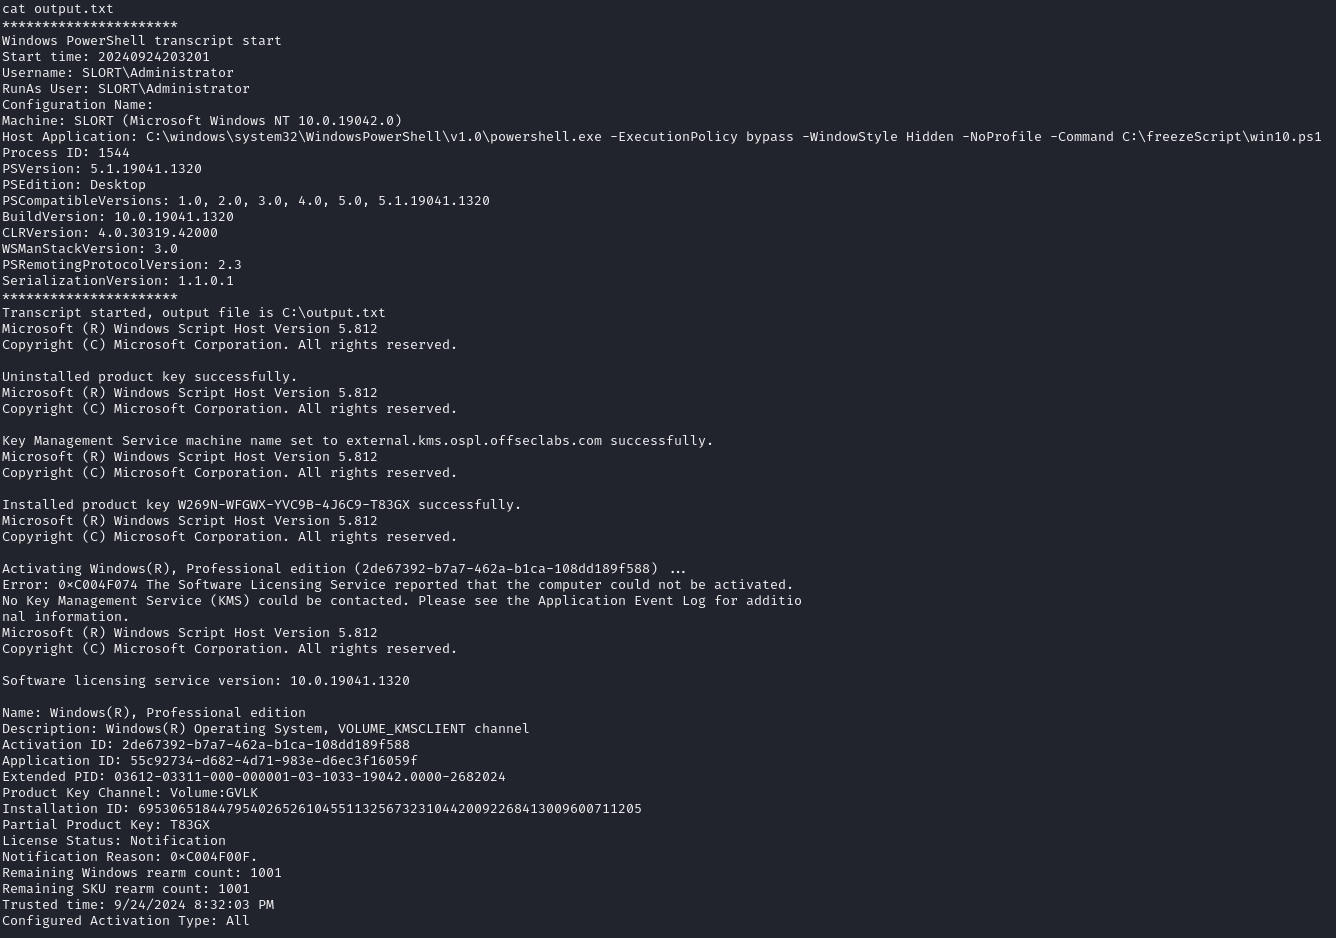 cat output.txt
**********************
Windows PowerShell transcript start
Start time: 20240924203201
Username: SLORT\Administrator
RunAs User: SLORT\Administrator
Configuration Name:
Machine: SLORT (Microsoft Windows NT 10.0.19042.0)
Host Application: C:\windows\system32\WindowsPowerShell\v1.0\powershell.exe -ExecutionPolicy bypass -WindowStyle Hidden -NoProfile -Command C:\freezeScript\win10.ps1
Process ID: 1544
PSVersion: 5.1.19041.1320
PSEdition: Desktop
PSCompatibleVersions: 1.0, 2.0, 3.0, 4.0, 5.0, 5.1.19041.1320
BuildVersion: 10.0.19041.1320
CLRVersion: 4.0.30319.42000
WSManStackVersion: 3.0
PSRemotingProtocolVersion: 2.3
SerializationVersion: 1.1.0.1
**********************
Transcript started, output file is C:\output.txt
Microsoft (R) Windows Script Host Version 5.812
Copyright (C) Microsoft Corporation. All rights reserved.

Uninstalled product key successfully.
Microsoft (R) Windows Script Host Version 5.812
Copyright (C) Microsoft Corporation. All rights reserved.

Key Management Service machine name set to external.kms.ospl.offseclabs.com successfully.
Microsoft (R) Windows Script Host Version 5.812
Copyright (C) Microsoft Corporation. All rights reserved.

Installed product key W269N-WFGWX-YVC9B-4J6C9-T83GX successfully.
Microsoft (R) Windows Script Host Version 5.812
Copyright (C) Microsoft Corporation. All rights reserved.

Activating Windows(R), Professional edition (2de67392-b7a7-462a-b1ca-108dd189f588) ...
Error: 0×C004F074 The Software Licensing Service reported that the computer could not be activated.
No Key Management Service (KMS) could be contacted. Please see the Application Event Log for additio
nal information.
Microsoft (R) Windows Script Host Version 5.812
Copyright (C) Microsoft Corporation. All rights reserved.

Software licensing service version: 10.0.19041.1320

Name: Windows(R), Professional edition
Description: Windows(R) Operating System, VOLUME_KMSCLIENT channel
Activation ID: 2de67392-b7a7-462a-b1ca-108dd189f588
Application ID: 55c92734-d682-4d71-983e-d6ec3f16059f
Extended PID: 03612-03311-000-000001-03-1033-19042.0000-2682024
Product Key Channel: Volume:GVLK
Installation ID: 695306518447954026526104551132567323104420092268413009600711205
Partial Product Key: T83GX
License Status: Notification
Notification Reason: 0×C004F00F.
Remaining Windows rearm count: 1001
Remaining SKU rearm count: 1001
Trusted time: 9/24/2024 8:32:03 PM
Configured Activation Type: All